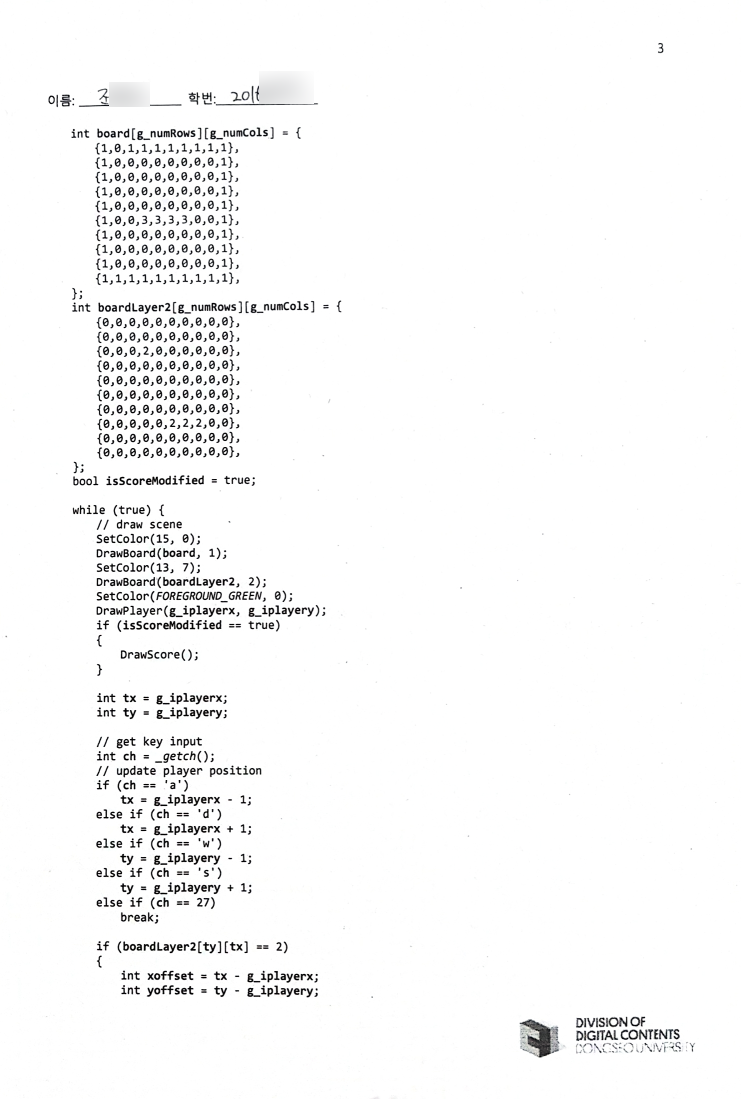 3
이름: 조 학번: 201
int board[g_numRows][g_numCols] = {
{1,0,1,1,1,1,1,1,1,1},
{1,0,0,0,0,0,0,0,0,1},
{1,0,0,0,0,0,0,0,0,1},
{1,0,0,0,0,0,0,0,0,1},
{1,0,0,0,0,0,0,0,0,1},
{1,0,0,3,3,3,3,0,0,1},
{1,0,0,0,0,0,0,0,0,1},
{1,0,0,0,0,0,0,0,0,1},
{1,0,0,0,0,0,0,0,0,1},
{1,1,1,1,1,1,1,1,1,1},
};
int boardLayer2[g_numRows][g_numCols] = {
{0,0,0,0,0,0,0,0,0,0},
{0,0,0,0,0,0,0,0,0,0},
{0,0,0,2,0,0,0,0,0,0},
{0,0,0,0,0,0,0,0,0,0},
{0,0,0,0,0,0,0,0,0,0},
{0,0,0,0,0,0,0,0,0,0},
{0,0,0,0,0,0,0,0,0,0},
{0,0,0,0,0,2,2,2,0,0},
{0,0,0,0,0,0,0,0,0,0},
{0,0,0,0,0,0,0,0,0,0},
};
bool isScoreModified = true;
while (true) {
// draw scene
SetColor(15, 0);
DrawBoard(board, 1);
SetColor(13, 7);
DrawBoard(boardLayer2, 2);
SetColor(FOREGROUND_GREEN, 0);
DrawPlayer(g_iplayerx, g_iplayery);
if (isScoreModified == true)
{
DrawScore();
}
int tx = g_iplayerx;
int ty = g_iplayery;
// get key input
int ch = _getch();
// update player position
if (ch == 'a')
tx = g_iplayerx - 1;
else if (ch == 'd')
tx = g_iplayerx + 1;
else if (ch == 'w')
ty = g_iplayery - 1;
else if (ch == 's')
ty = g_iplayery + 1;
else if (ch == 27)
break;
if (boardLayer2[ty][tx] == 2)
{
int xoffset = tx - g_iplayerx;
int yoffset = ty - g_iplayery;
DIVISION OF
DIGITAL CONTENTS
DONGSEO UNIVERSITY